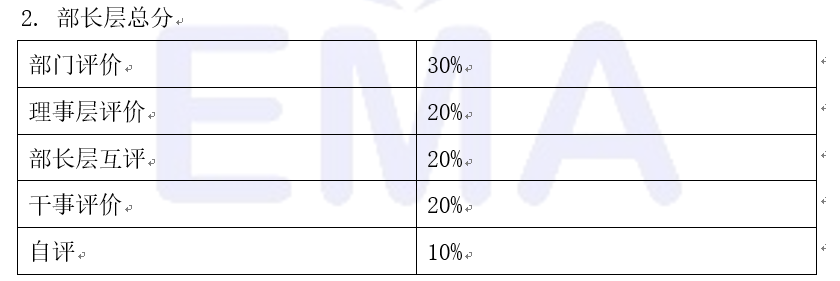 2. 部长层总分
部门评价 30%
理事层评价 20%
部长层互评 20%
干事评价 20%
自评 10%
EMA